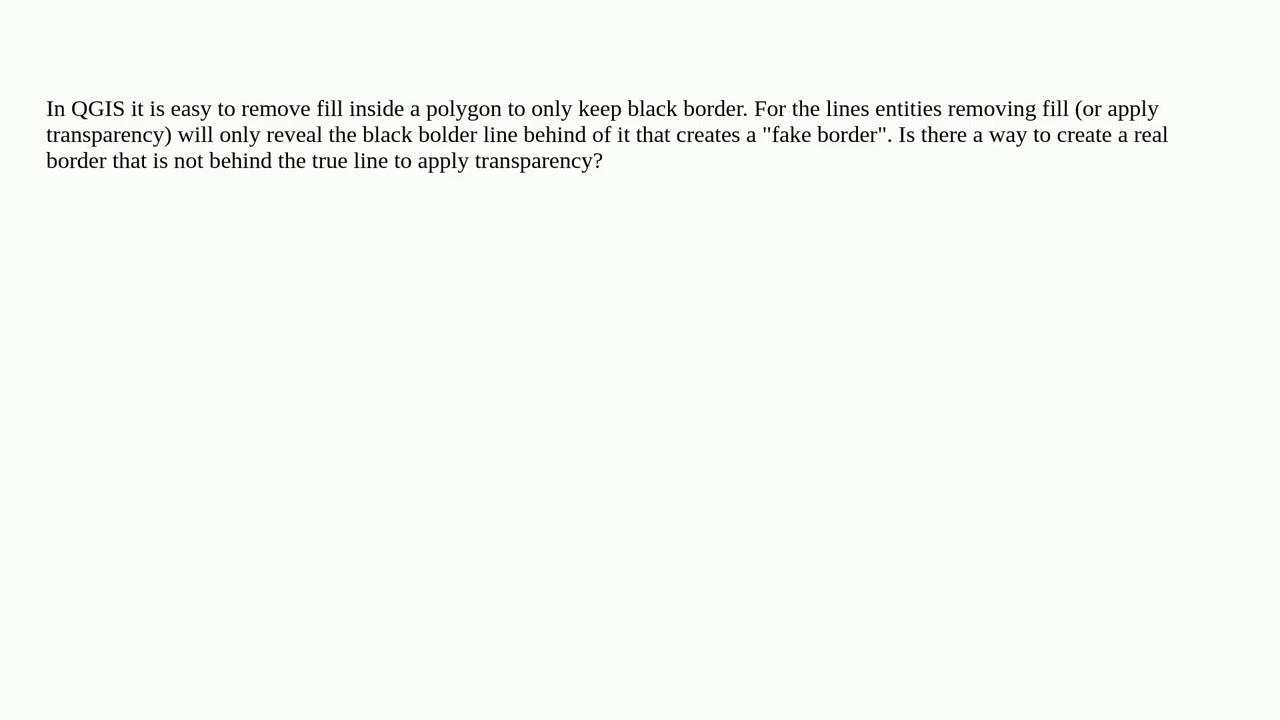 In QGIS it is easy to remove fill inside a polygon to only keep black border. For the lines entities removing fill (or apply
transparency) will only reveal the black bolder line behind of it that creates a "fake border". Is there a way to create a real
border that is not behind the true line to apply transparency?